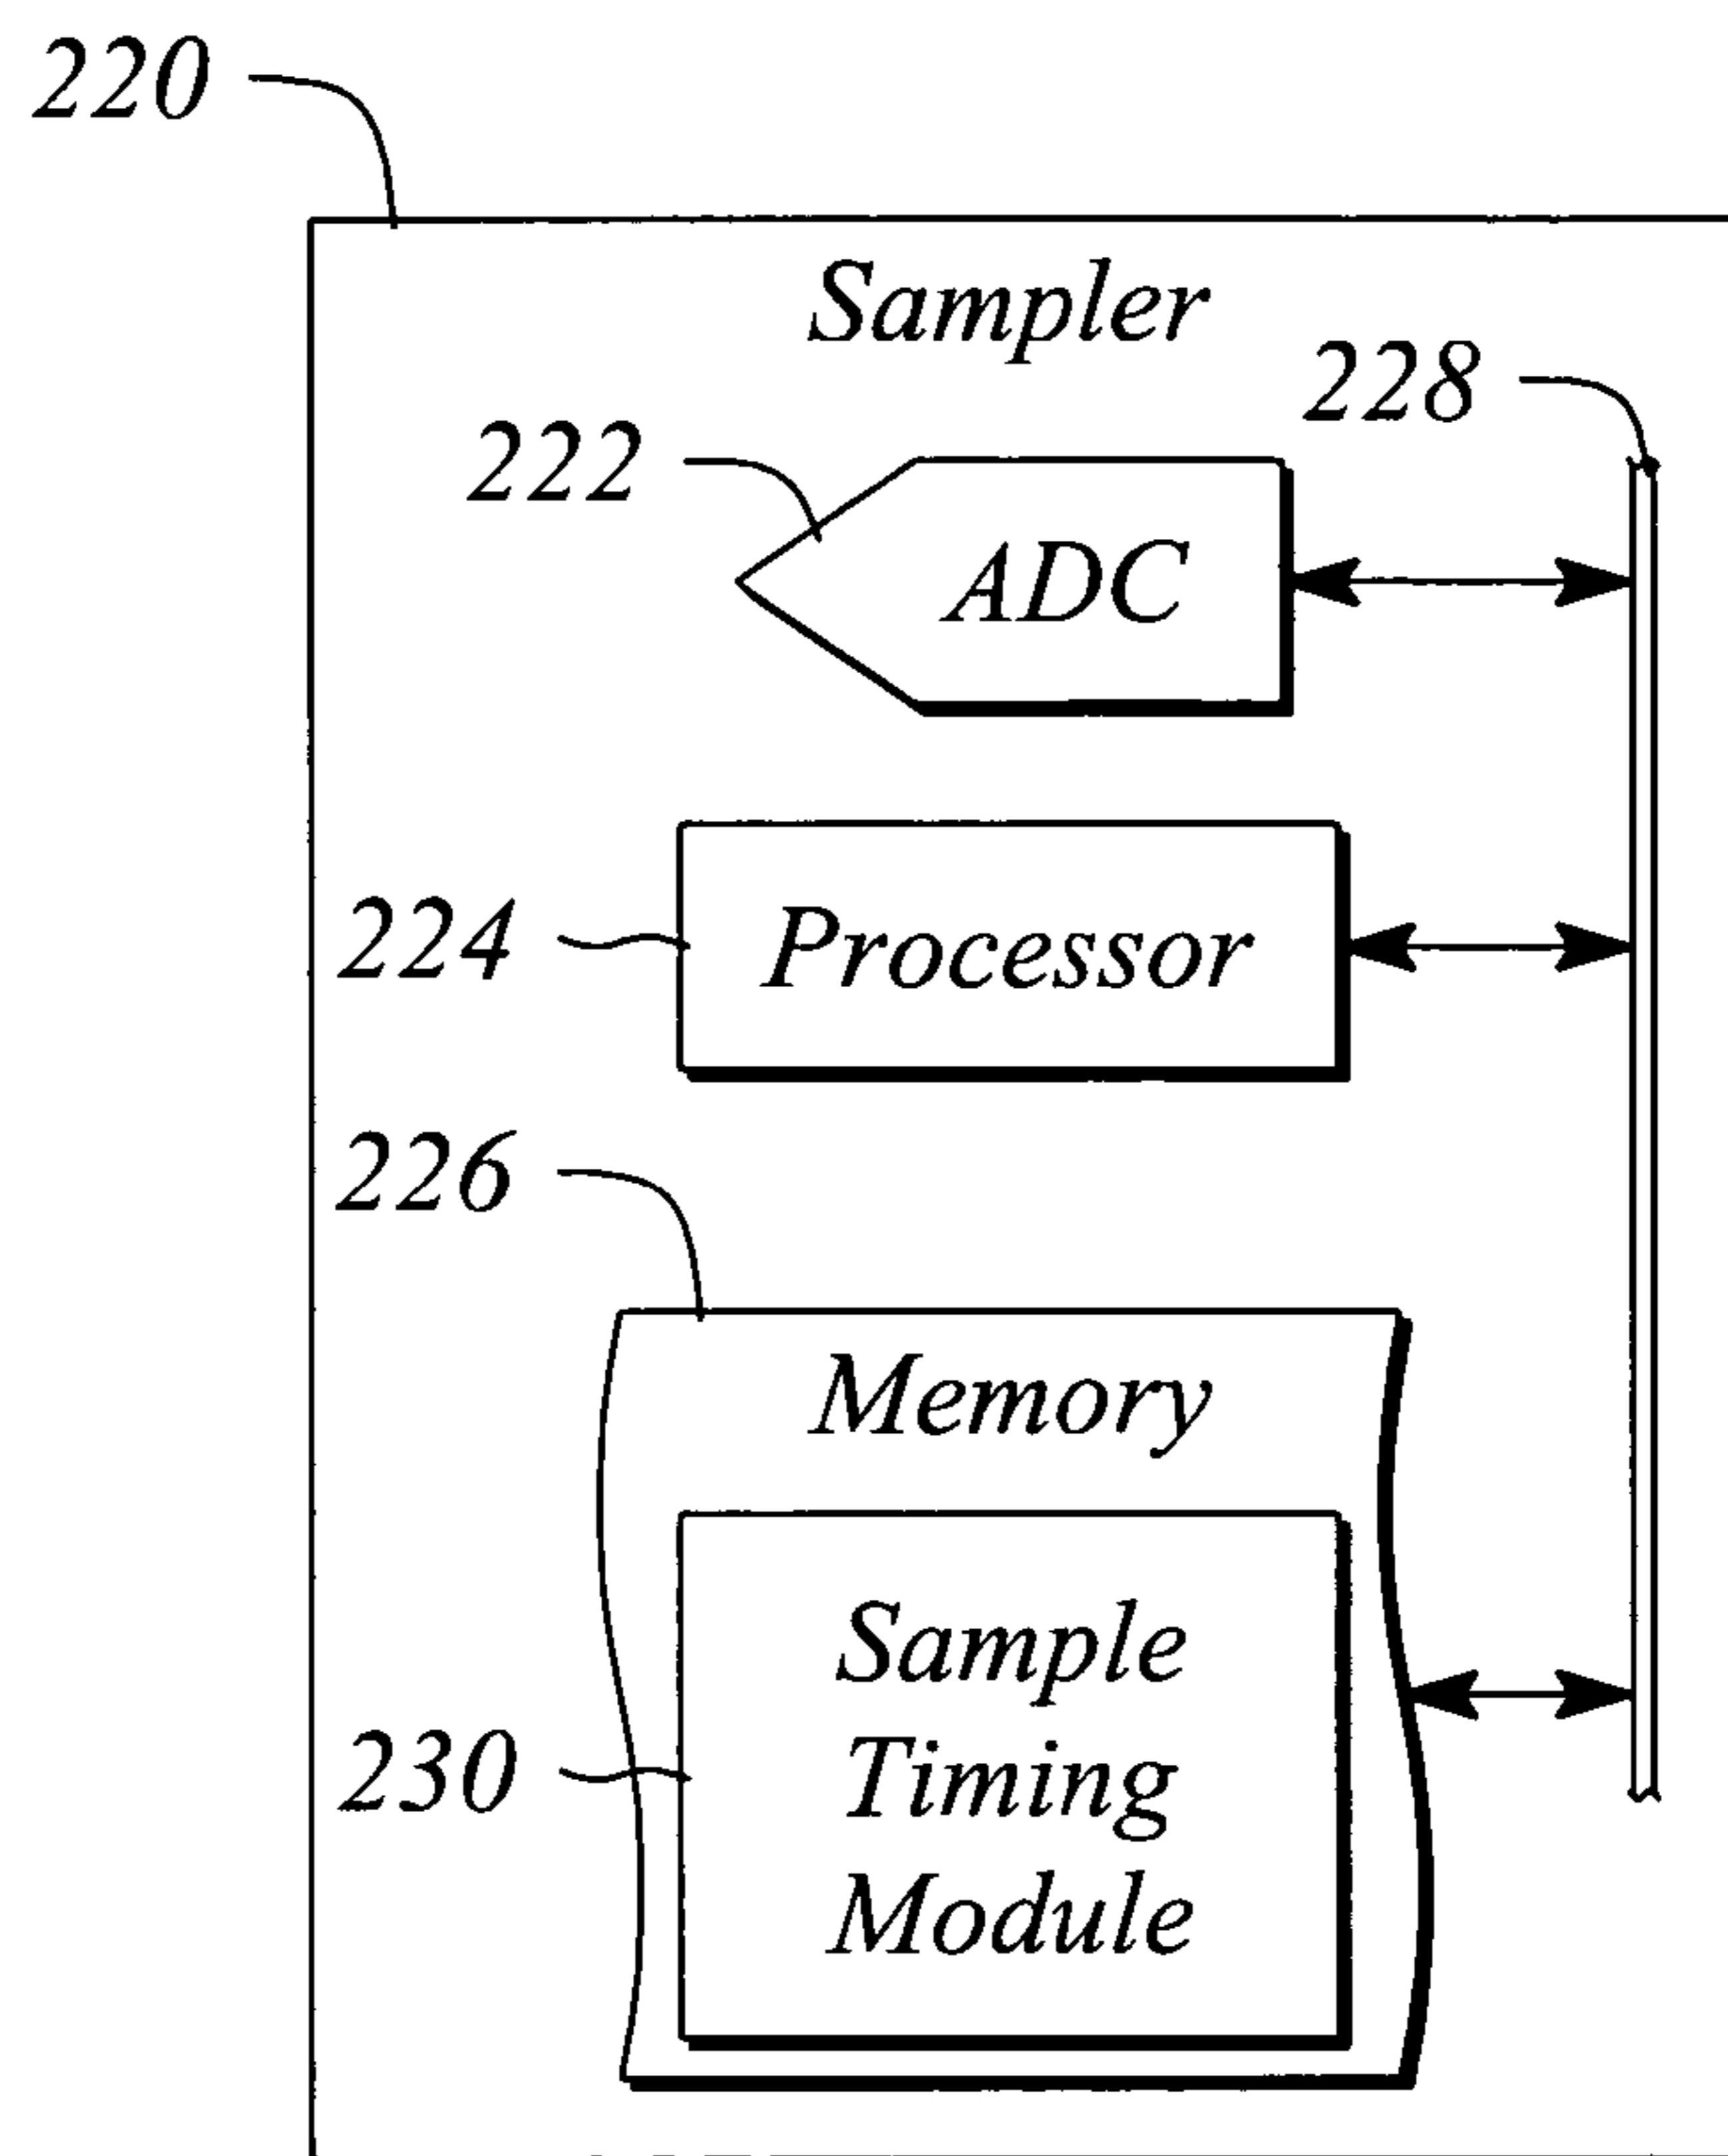 220
Sampler
228
222
ADC
224
Processor
226
Memory
Sample
Timing
230
Module